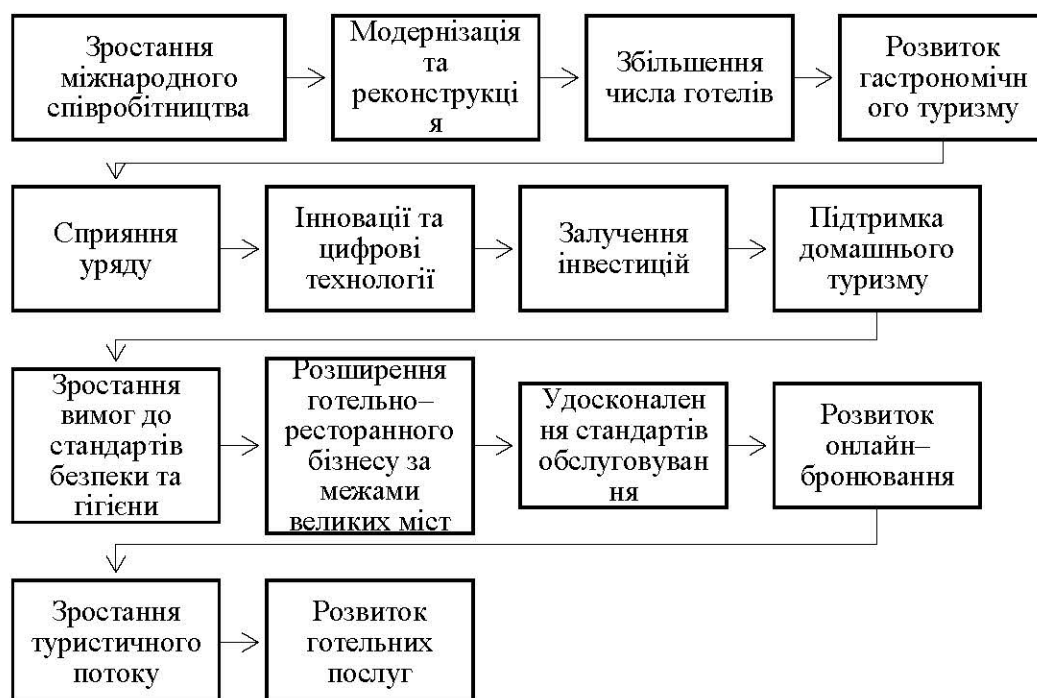 Зростання
міжнародного
співробітництва
Модернізація
та
реконструкці
я
Збільшення
числа готелів
Розвиток
гастрономічн
ого туризму
Сприяння
уряду
Інновації та
цифрові
технології
Залучення
інвестицій
Підтримка
домашнього
туризму
Зростання
вимог до
стандартів
безпеки та
гігієни
Розширення
готельно–
ресторанного
бізнесу за
межами
великих міст
Удосконален
ня стандартів
обслуговуван
ня
Розвиток
онлайн–
бронювання
Зростання
туристичного
потоку
Розвиток
готельних
послуг